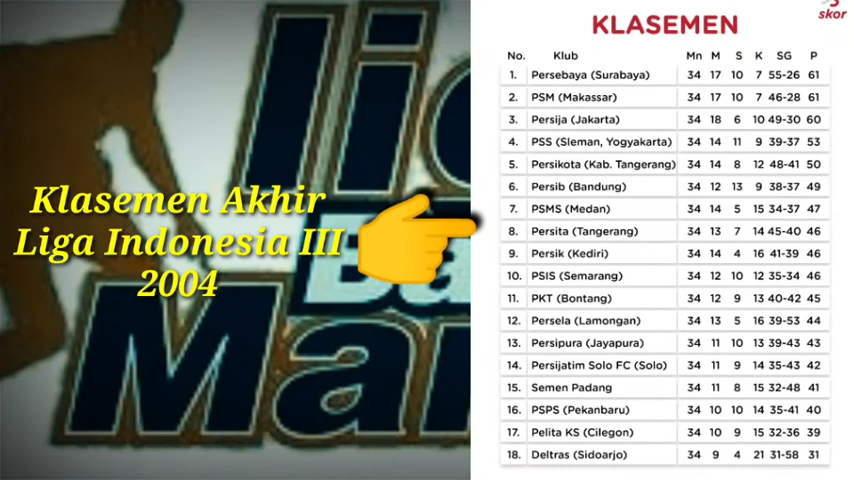 Klasemen Akhir
Liga Indonesia III
2004
skor
KLASEMEN
No. Klub Mn M S K SG P
1. Persebaya (Surabaya) 34 17 10 7 55-26 61
2. PSM (Makassar) 34 17 10 7 46-28 61
3. Persija (Jakarta) 34 18 6 10 49-30 60
4. PSS (Sleman, Yogyakarta) 34 14 11 9 39-37 53
5. Persikota (Kab. Tangerang) 34 14 8 12 48-41 50
6. Persib (Bandung) 34 12 13 9 38-37 49
7. PSMS (Medan) 34 14 5 15 34-37 47
8. Persita (Tangerang) 34 13 7 14 45-40 46
9. Persik (Kediri) 34 14 4 16 41-39 46
10. PSIS (Semarang) 34 12 10 12 35-34 46
11. PKT (Bontang) 34 12 9 13 40-42 45
12. Persela (Lamongan) 34 13 5 16 39-53 44
13. Persipura (Jayapura) 34 11 10 13 39-43 43
14. Persijatim Solo FC (Solo) 34 11 9 14 35-43 42
15. Semen Padang 34 11 8 15 32-48 41
16. PSPS (Pekanbaru) 34 10 10 14 35-41 40
17. Pelita KS (Cilegon) 34 10 9 15 32-36 39
18. Deltras (Sidoarjo) 34 9 4 21 31-58 31